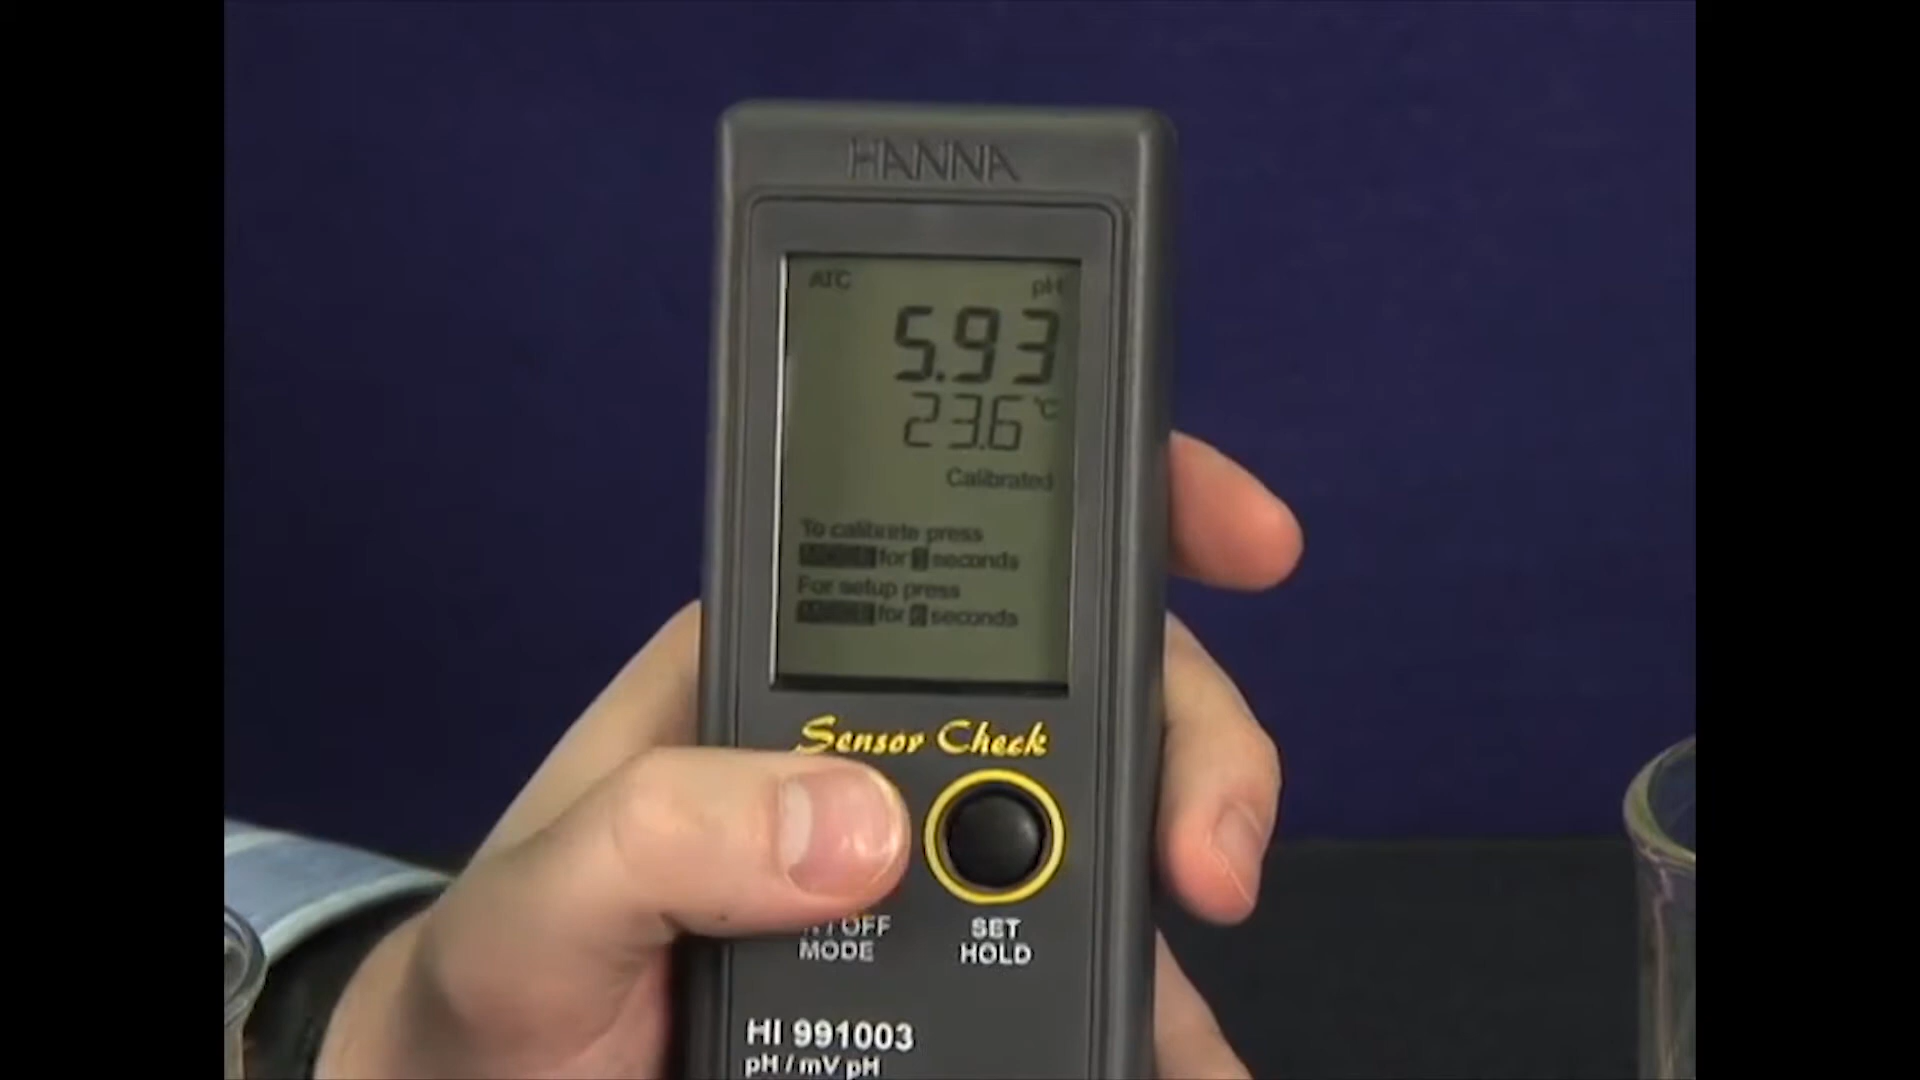 HANNA
ATC pH
5.93
23.6 °C
Calibrated
To calibrate press
for seconds
For setup press
for seconds
Sensor Check
/ OFF
MODE
SET
HOLD
HI 991003
pH / mV pH